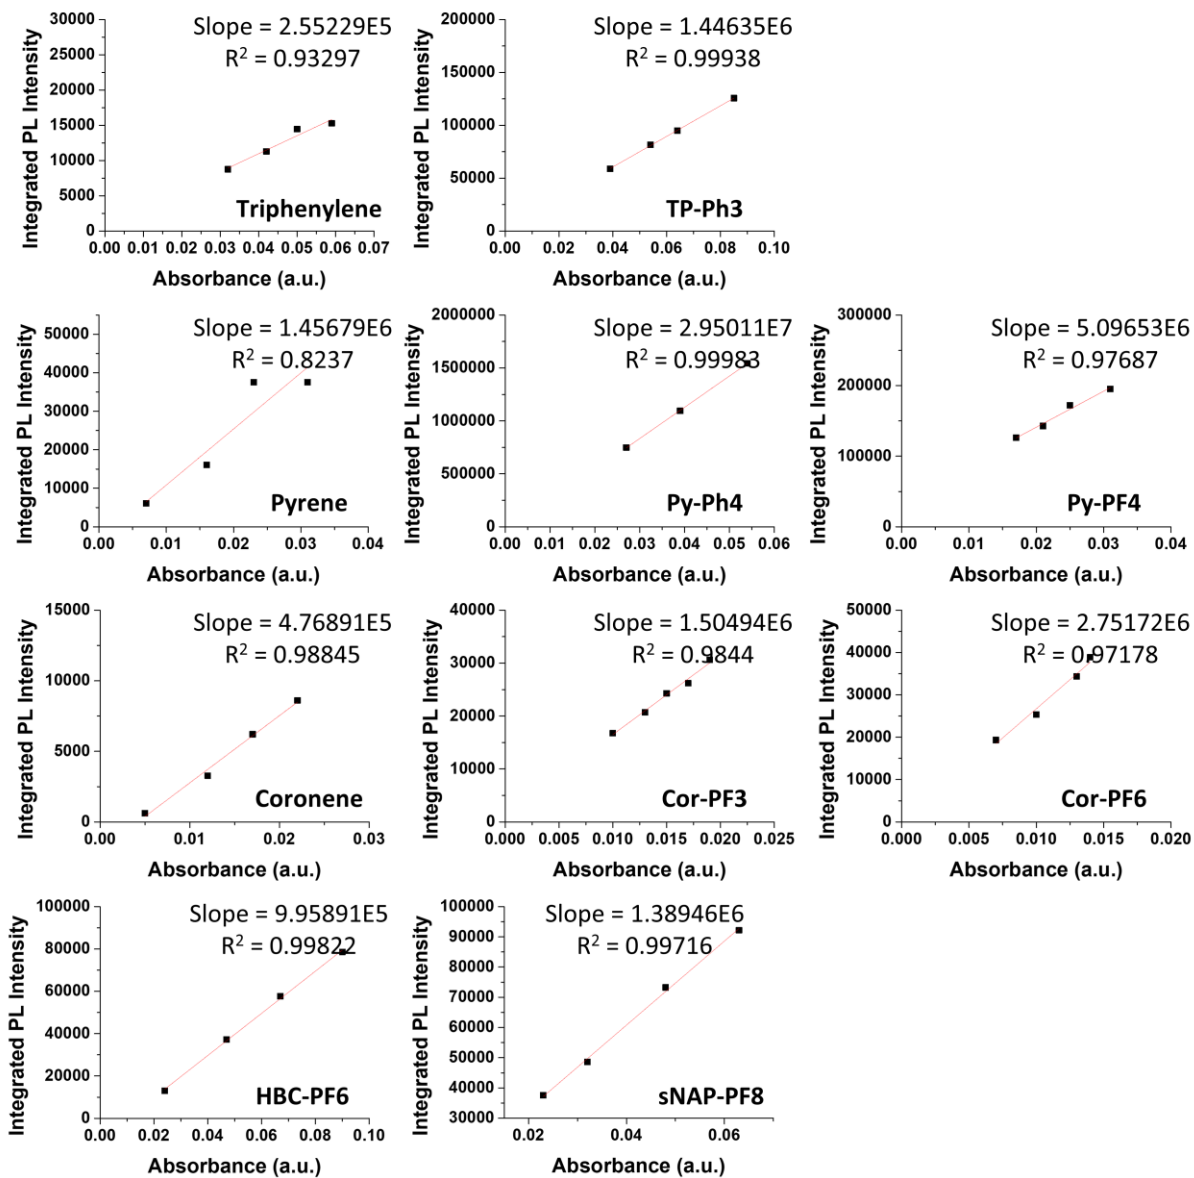 Slope = 2.55229E5
R² = 0.93297
Integrated PL Intensity
30000
25000
20000
15000
10000
5000
0
Triphenylene
0.00 0.01 0.02 0.03 0.04 0.05 0.06 0.07
Absorbance (a.u.)
Slope = 1.44635E6
R² = 0.99938
Integrated PL Intensity
200000
150000
100000
50000
0
TP-Ph3
0.00 0.02 0.04 0.06 0.08 0.10
Absorbance (a.u.)
Slope = 1.45679E6
R² = 0.8237
Integrated PL Intensity
50000
40000
30000
20000
10000
0
Pyrene
0.00 0.01 0.02 0.03 0.04
Absorbance (a.u.)
Slope = 2.95011E7
R² = 0.99983
Integrated PL Intensity
2000000
1500000
1000000
500000
0
Py-Ph4
0.00 0.01 0.02 0.03 0.04 0.05 0.06
Absorbance (a.u.)
Slope = 5.09653E6
R² = 0.97687
Integrated PL Intensity
300000
200000
100000
0
Py-PF4
0.00 0.01 0.02 0.03 0.04
Absorbance (a.u.)
Slope = 4.76891E5
R² = 0.98845
Integrated PL Intensity
15000
10000
5000
0
Coronene
0.00 0.01 0.02 0.03
Absorbance (a.u.)
Slope = 1.50494E6
R² = 0.9844
Integrated PL Intensity
40000
30000
20000
10000
0
Cor-PF3
0.000 0.005 0.010 0.015 0.020 0.025
Absorbance (a.u.)
Slope = 2.75172E6
R² = 0.97178
Integrated PL Intensity
50000
40000
30000
20000
10000
0
Cor-PF6
0.000 0.005 0.010 0.015 0.020
Absorbance (a.u.)
Slope = 9.95891E5
R² = 0.99822
Integrated PL Intensity
100000
80000
60000
40000
20000
0
HBC-PF6
0.00 0.02 0.04 0.06 0.08 0.10
Absorbance (a.u.)
Slope = 1.38946E6
R² = 0.99716
Integrated PL Intensity
100000
90000
80000
70000
60000
50000
40000
30000
sNAP-PF8
0.02 0.04 0.06
Absorbance (a.u.)